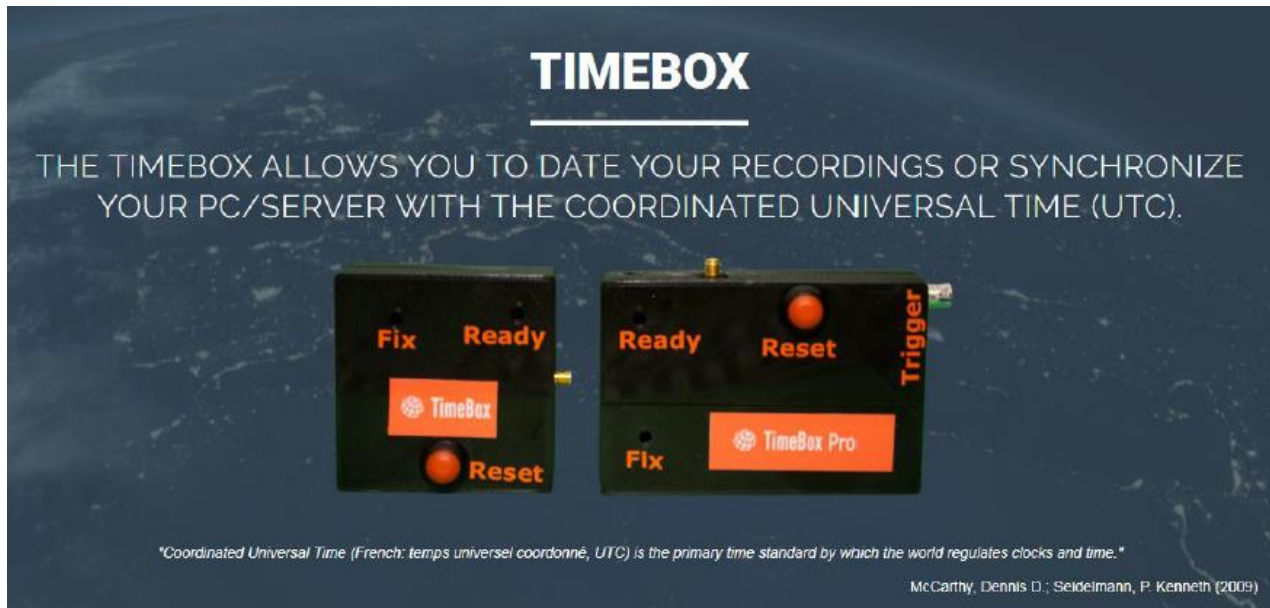 TIMEBOX
THE TIMEBOX ALLOWS YOU TO DATE YOUR RECORDINGS OR SYNCHRONIZE
YOUR PC/SERVER WITH THE COORDINATED UNIVERSAL TIME (UTC).
Fix Ready
TimeBox
Reset
Ready Reset Trigger
Fix TimeBox Pro
"Coordinated Universal Time (French: temps universel coordonné, UTC) is the primary time standard by which the world regulates clocks and time."
McCarthy, Dennis D.; Seidelmann, P. Kenneth (2009)